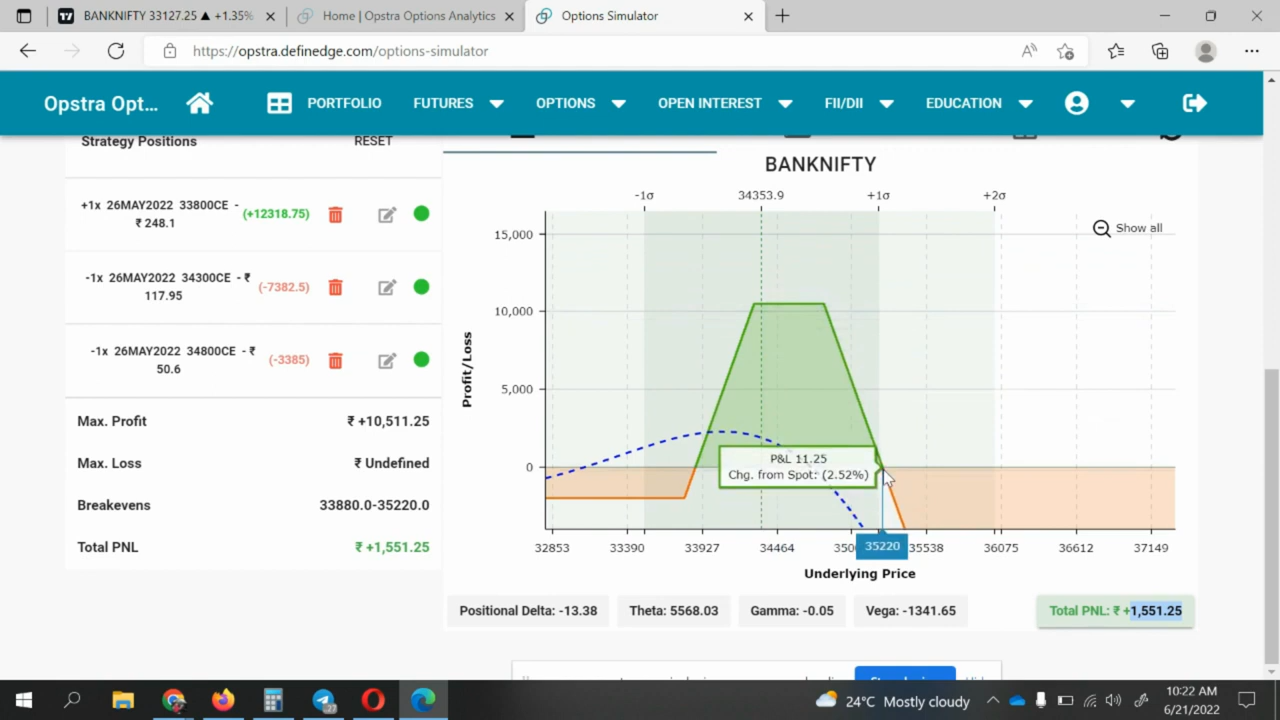 BANKNIFTY 33127.25 ▲ +1.35%
Home | Opstra Options Analytics
Options Simulator
https://opstra.definedge.com/options-simulator
Opstra Opt...
PORTFOLIO
FUTURES
OPTIONS
OPEN INTEREST
FII/DII
EDUCATION
Strategy Positions
RESET
+1x 26MAY2022 33800CE -
₹ 248.1
(+12318.75)
-1x 26MAY2022 34300CE - ₹
117.95
(-7382.5)
-1x 26MAY2022 34800CE - ₹
50.6
(-3385)
Max. Profit
₹ +10,511.25
Max. Loss
₹ Undefined
Breakevens
33880.0-35220.0
Total PNL
₹ +1,551.25
BANKNIFTY
-1σ
34353.9
+1σ
+2σ
Show all
15,000
10,000
5,000
0
Profit/Loss
P&L 11.25
Chg. from Spot: (2.52%)
32853
33390
33927
34464
35220
35538
36075
36612
37149
Underlying Price
Positional Delta: -13.38
Theta: 5568.03
Gamma: -0.05
Vega: -1341.65
Total PNL: ₹ +1,551.25
24°C Mostly cloudy
10:22 AM
6/21/2022